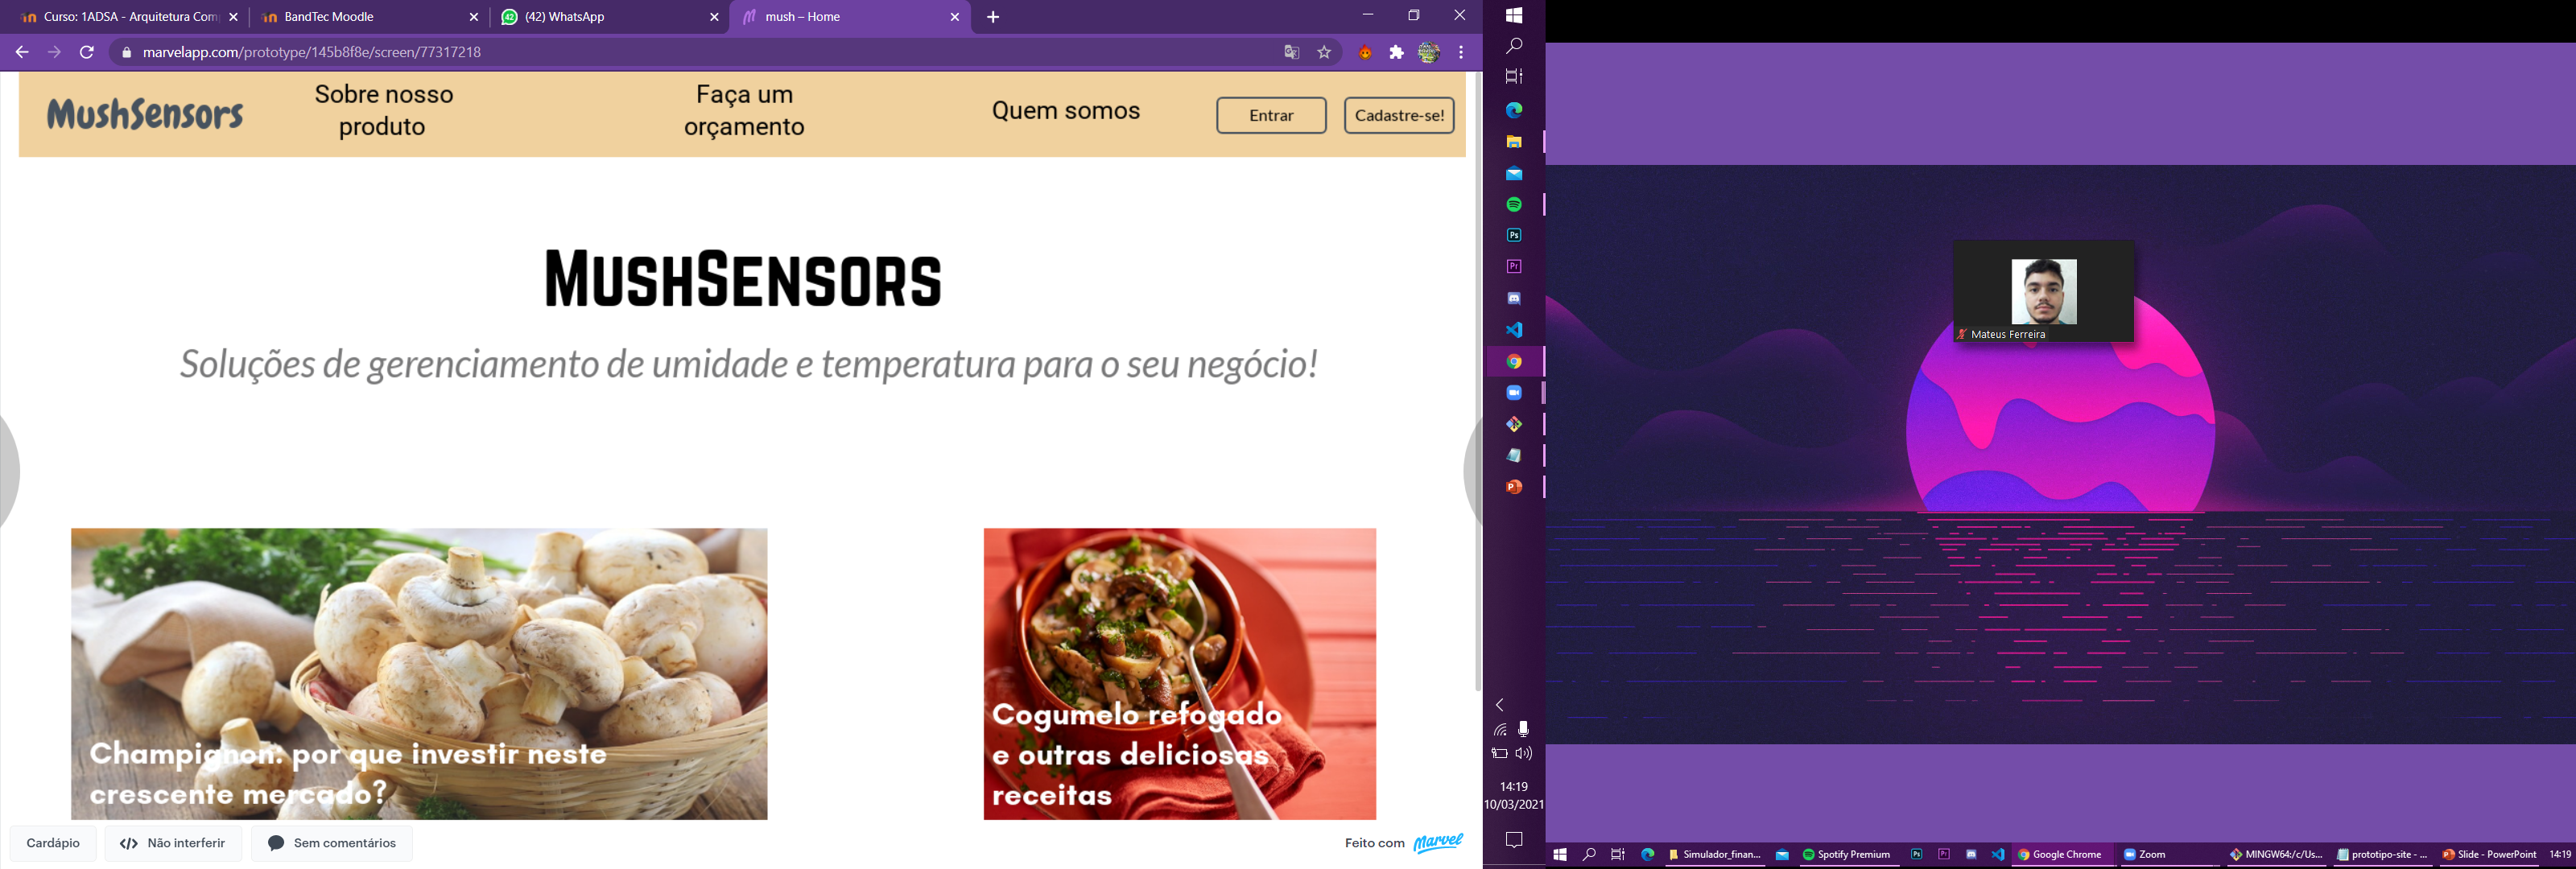 Curso: 1ADSA - Arquitetura Com
BandTec Moodle
(42) WhatsApp
mush – Home
marvelapp.com/prototype/145b8f8e/screen/77317218
MushSensors
Sobre nosso
produto
Faça um
orçamento
Quem somos
Entrar
Cadastre-se!
MushSensors
Soluções de gerenciamento de umidade e temperatura para o seu negócio!
Champignon: por que investir neste
crescente mercado?
Cogumelo refogado
e outras deliciosas
receitas
Cardápio
Não interferir
Sem comentários
Feito com Marvel
14:19
10/03/2021
Mateus Ferreira
Simulador_finan...
Spotify Premium
Google Chrome
Zoom
MINGW64:/c/Us...
prototipo-site - ...
Slide - PowerPoint
14:19